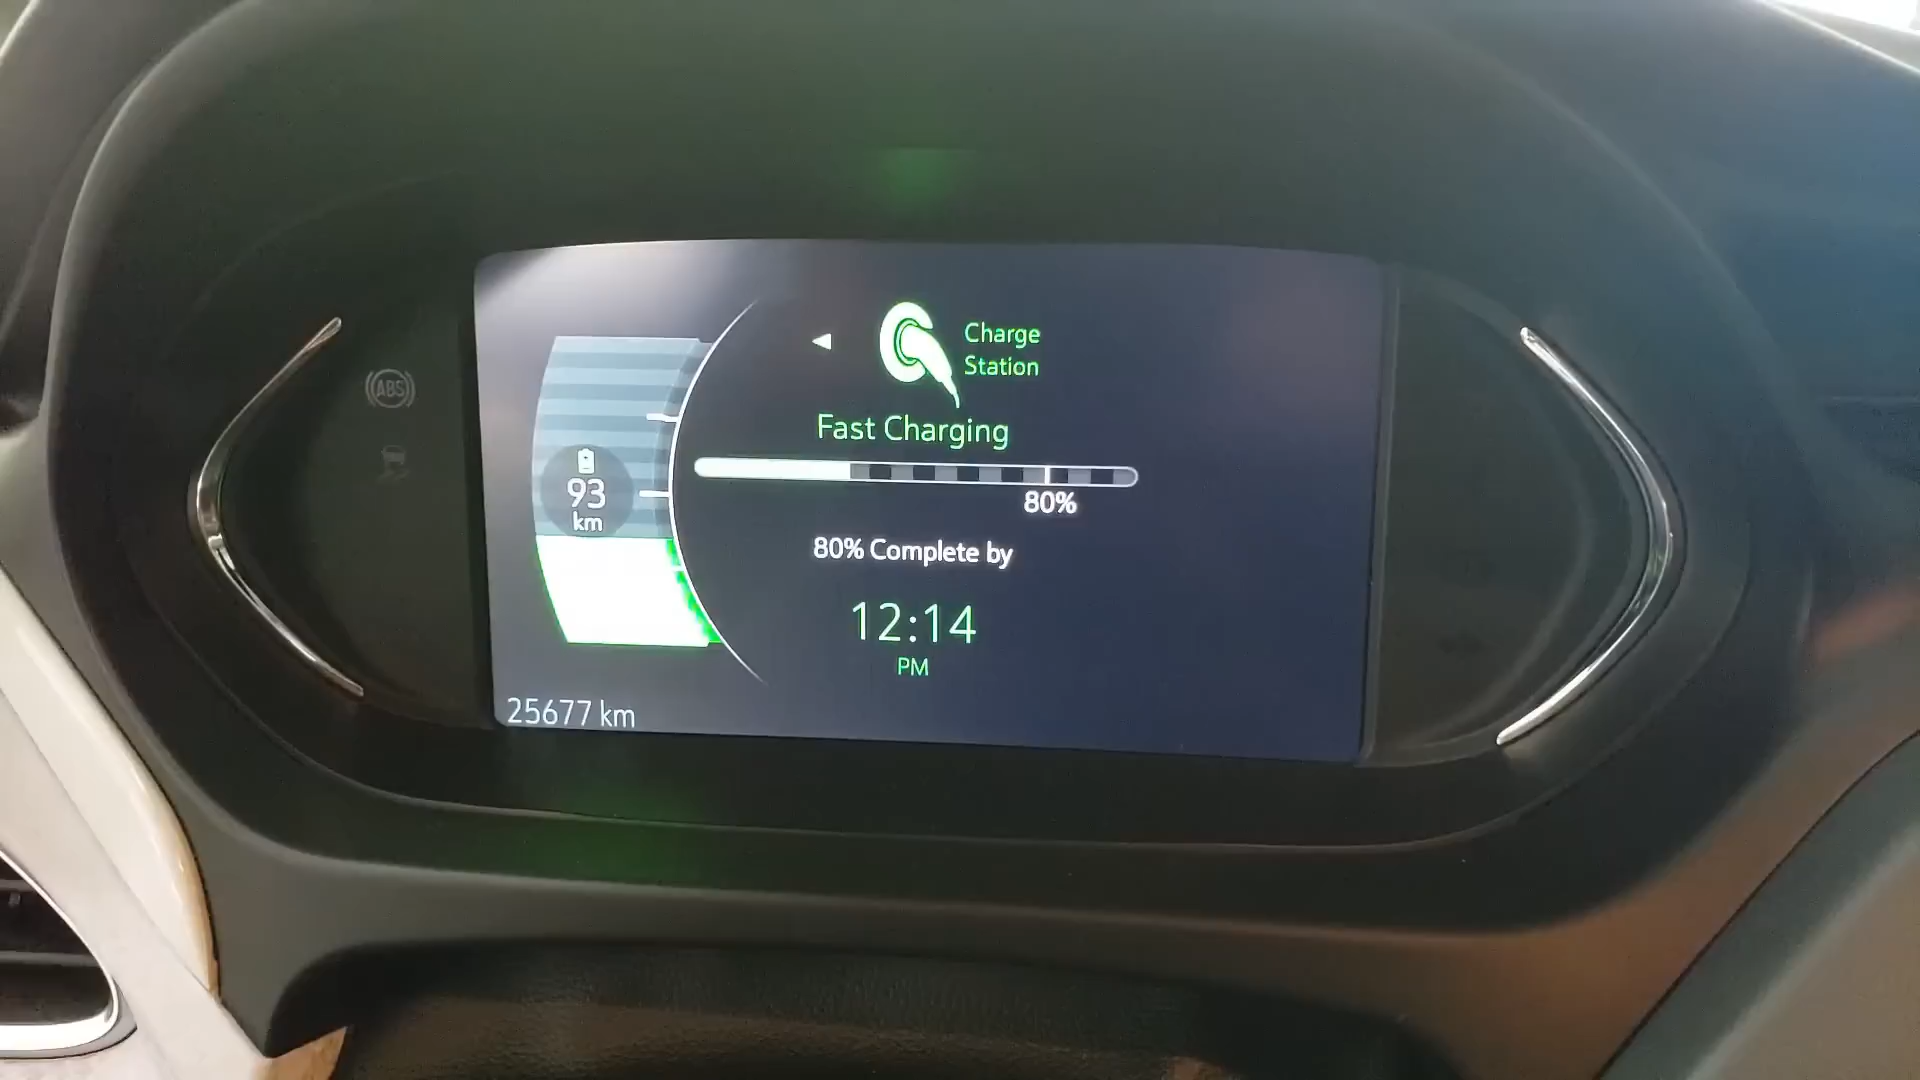 ABS
Charge
Station
Fast Charging
80%
93
km
80% Complete by
12:14
PM
25677 km